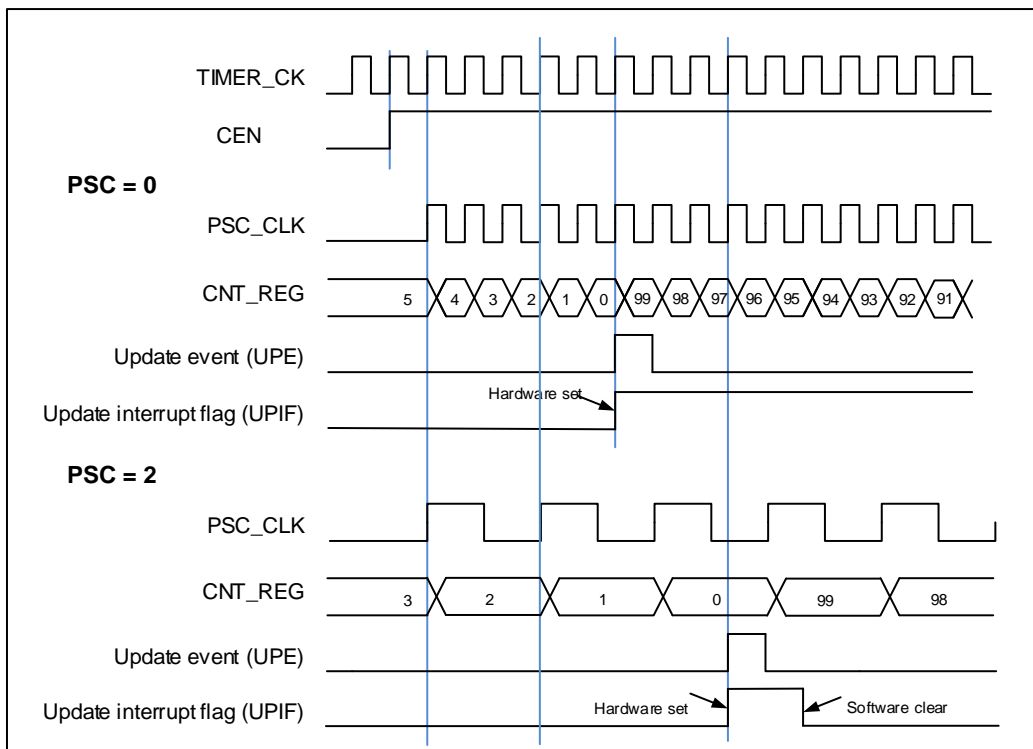 TIMER_CK
CEN
PSC = 0
PSC_CLK
CNT_REG 5 4 3 2 1 0 99 98 97 96 95 94 93 92 91
Update event (UPE)
Hardware set
Update interrupt flag (UPIF)
PSC = 2
PSC_CLK
CNT_REG 3 2 1 0 99 98
Update event (UPE)
Update interrupt flag (UPIF) Hardware set Software clear